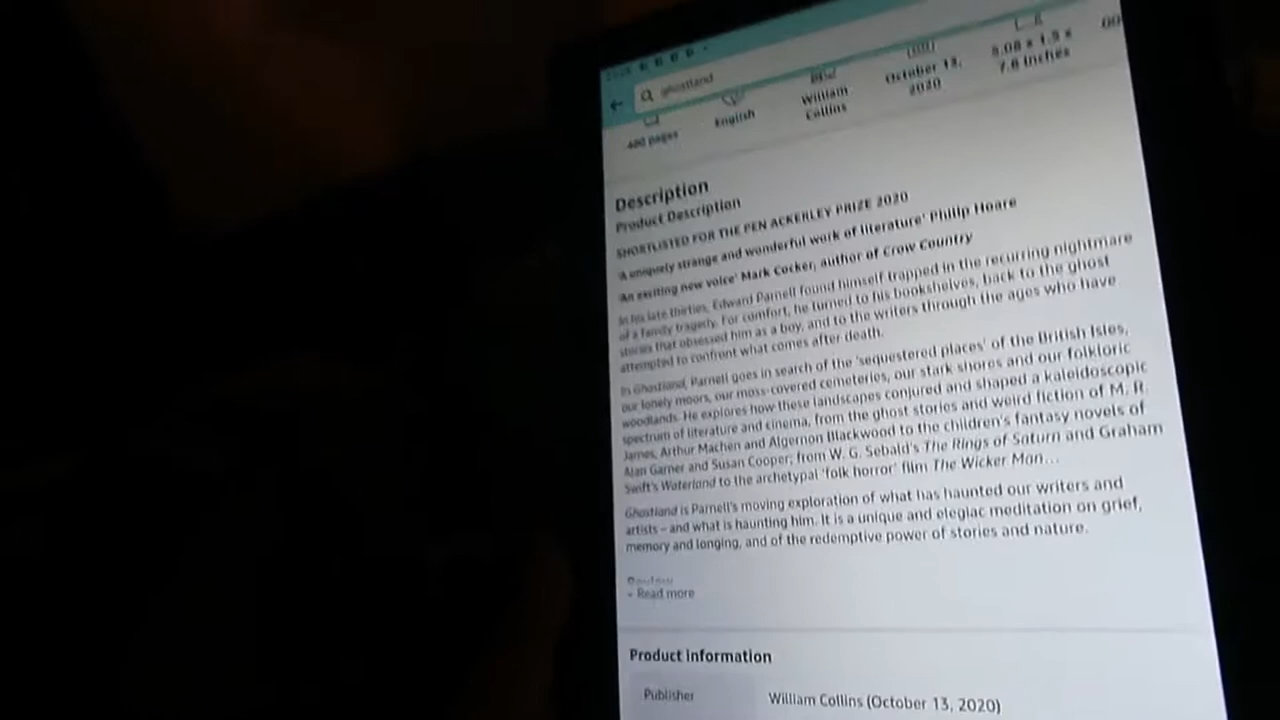 ghostland
480 pages
English
William
Collins
October 13,
2020
5.08 x 1.5 x
7.8 inches
Description
Product Description
SHORTLISTED FOR THE PEN ACKERLEY PRIZE 2020
'A uniquely strange and wonderful work of literature' Philip Hoare
'An exciting new voice' Mark Cocker, author of Crow Country
In his late thirties, Edward Parnell found himself trapped in the recurring nightmare
of a family tragedy. For comfort, he turned to his bookshelves, back to the ghost
stories that obsessed him as a boy, and to the writers through the ages who have
attempted to confront what comes after death.
In Ghostland, Parnell goes in search of the 'sequestered places' of the British Isles,
our lonely moors, our moss-covered cemeteries, our stark shores and our folkloric
woodlands. He explores how these landscapes conjured and shaped a kaleidoscopic
spectrum of literature and cinema, from the ghost stories and weird fiction of M. R.
James, Arthur Machen and Algernon Blackwood to the children's fantasy novels of
Alan Garner and Susan Cooper; from W. G. Sebald's The Rings of Saturn and Graham
Swift's Waterland to the archetypal 'folk horror' film The Wicker Man…
Ghostland is Parnell's moving exploration of what has haunted our writers and
artists – and what is haunting him. It is a unique and elegiac meditation on grief,
memory and longing, and of the redemptive power of stories and nature.
Review
Read more
Product information
Publisher
William Collins (October 13, 2020)